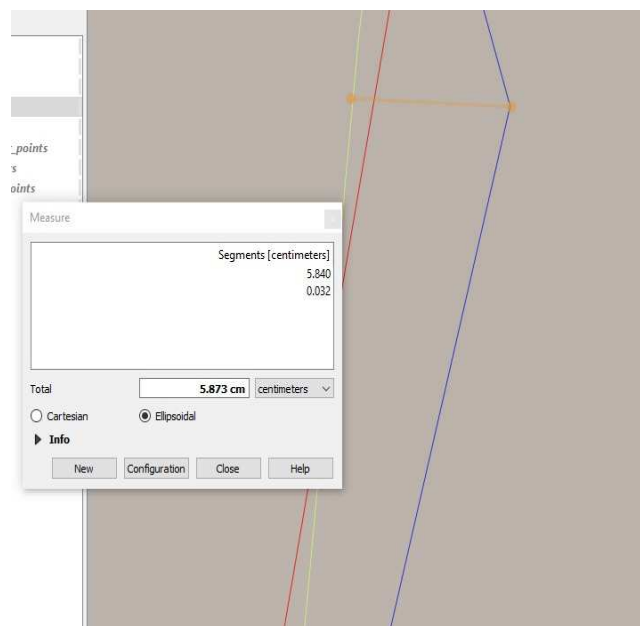 _points
s
oints
Measure
Segments [centimeters]
5.840
0.032
Total 5.873 cm centimeters
Cartesian Ellipsoidal
Info
New Configuration Close Help